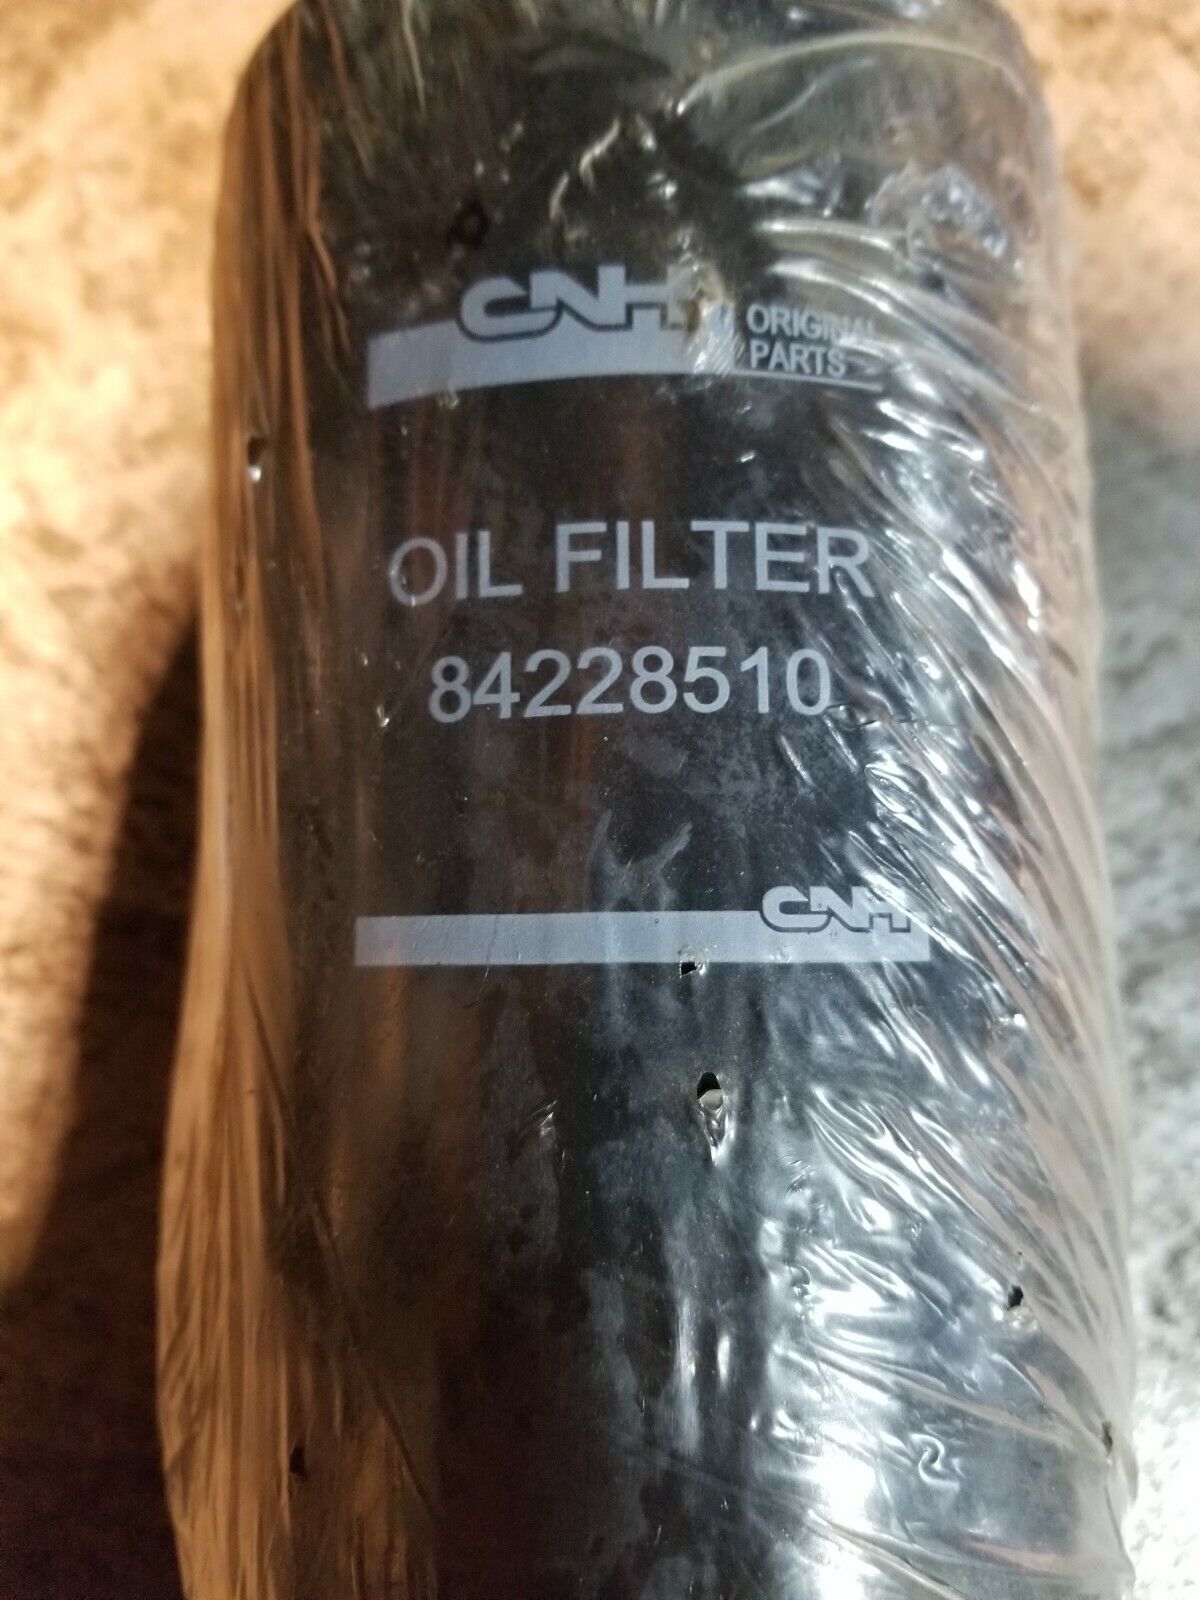 CNH
ORIGINAL
PARTS
OIL FILTER
84228510
CNH